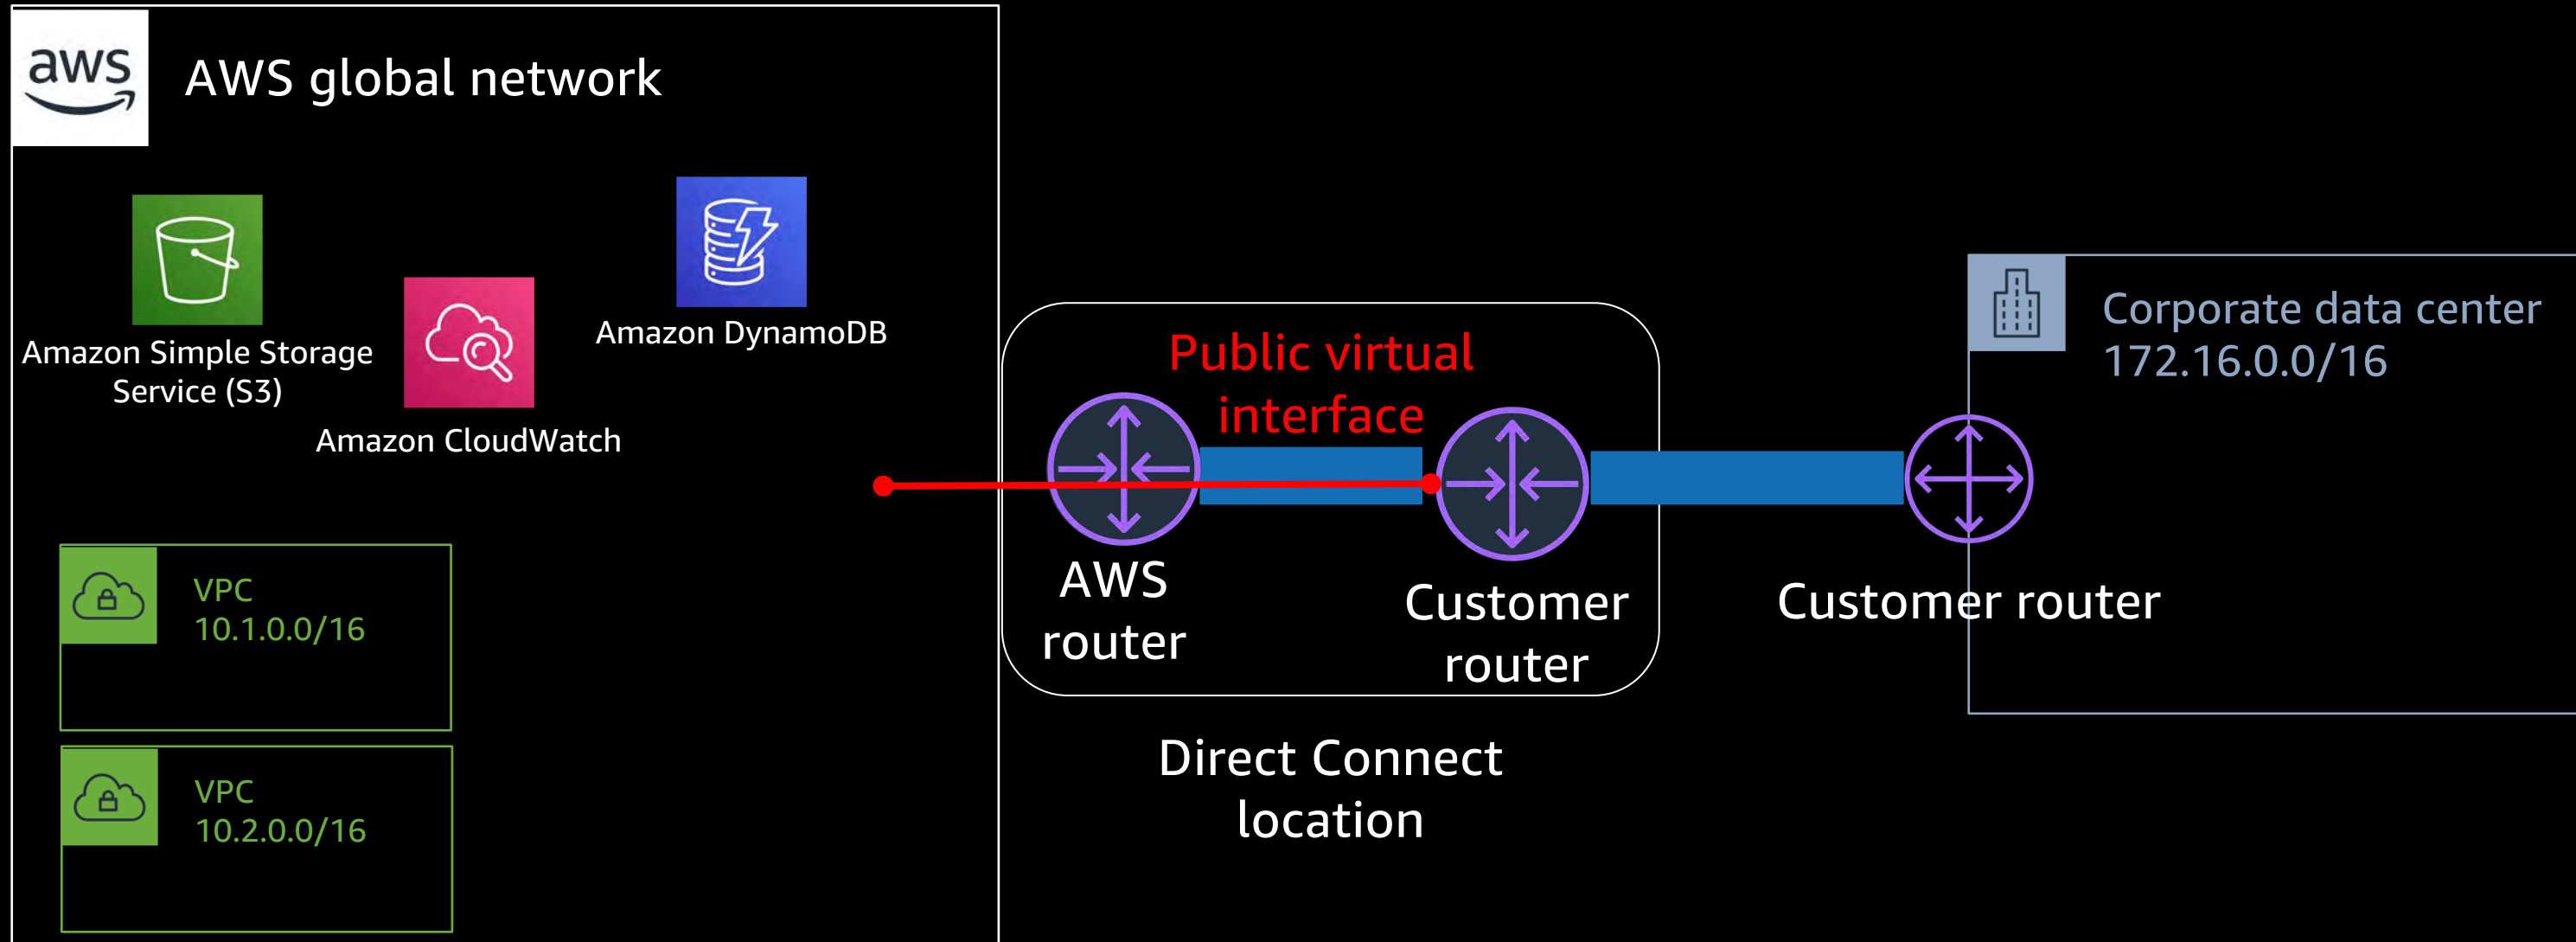 aws
AWS global network
Amazon Simple Storage
Service (S3)
Amazon CloudWatch
Amazon DynamoDB
VPC
10.1.0.0/16
VPC
10.2.0.0/16
Public virtual
interface
AWS
router
Customer
router
Direct Connect
location
Customer router
Corporate data center
172.16.0.0/16